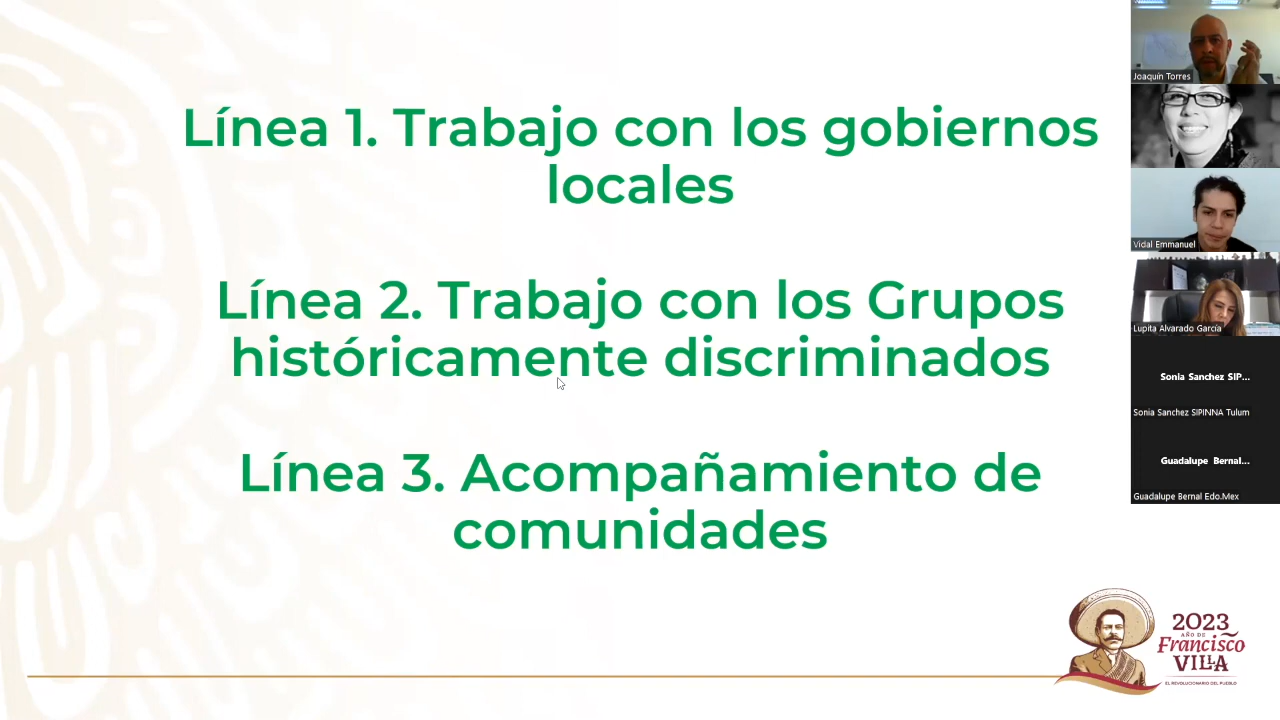 Línea 1. Trabajo con los gobiernos
locales
Línea 2. Trabajo con los Grupos
históricamente discriminados
Línea 3. Acompañamiento de
comunidades
Joaquín Torres
Vidal Emmanuel
Lupita Alvarado García
Sonia Sanchez SIP...
Sonia Sanchez SIPINNA Tulum
Guadalupe Bernal...
Guadalupe Bernal Edo.Mex
2023
AÑO DE
Francisco
VILLA
EL REVOLUCIONARIO DEL PUEBLO